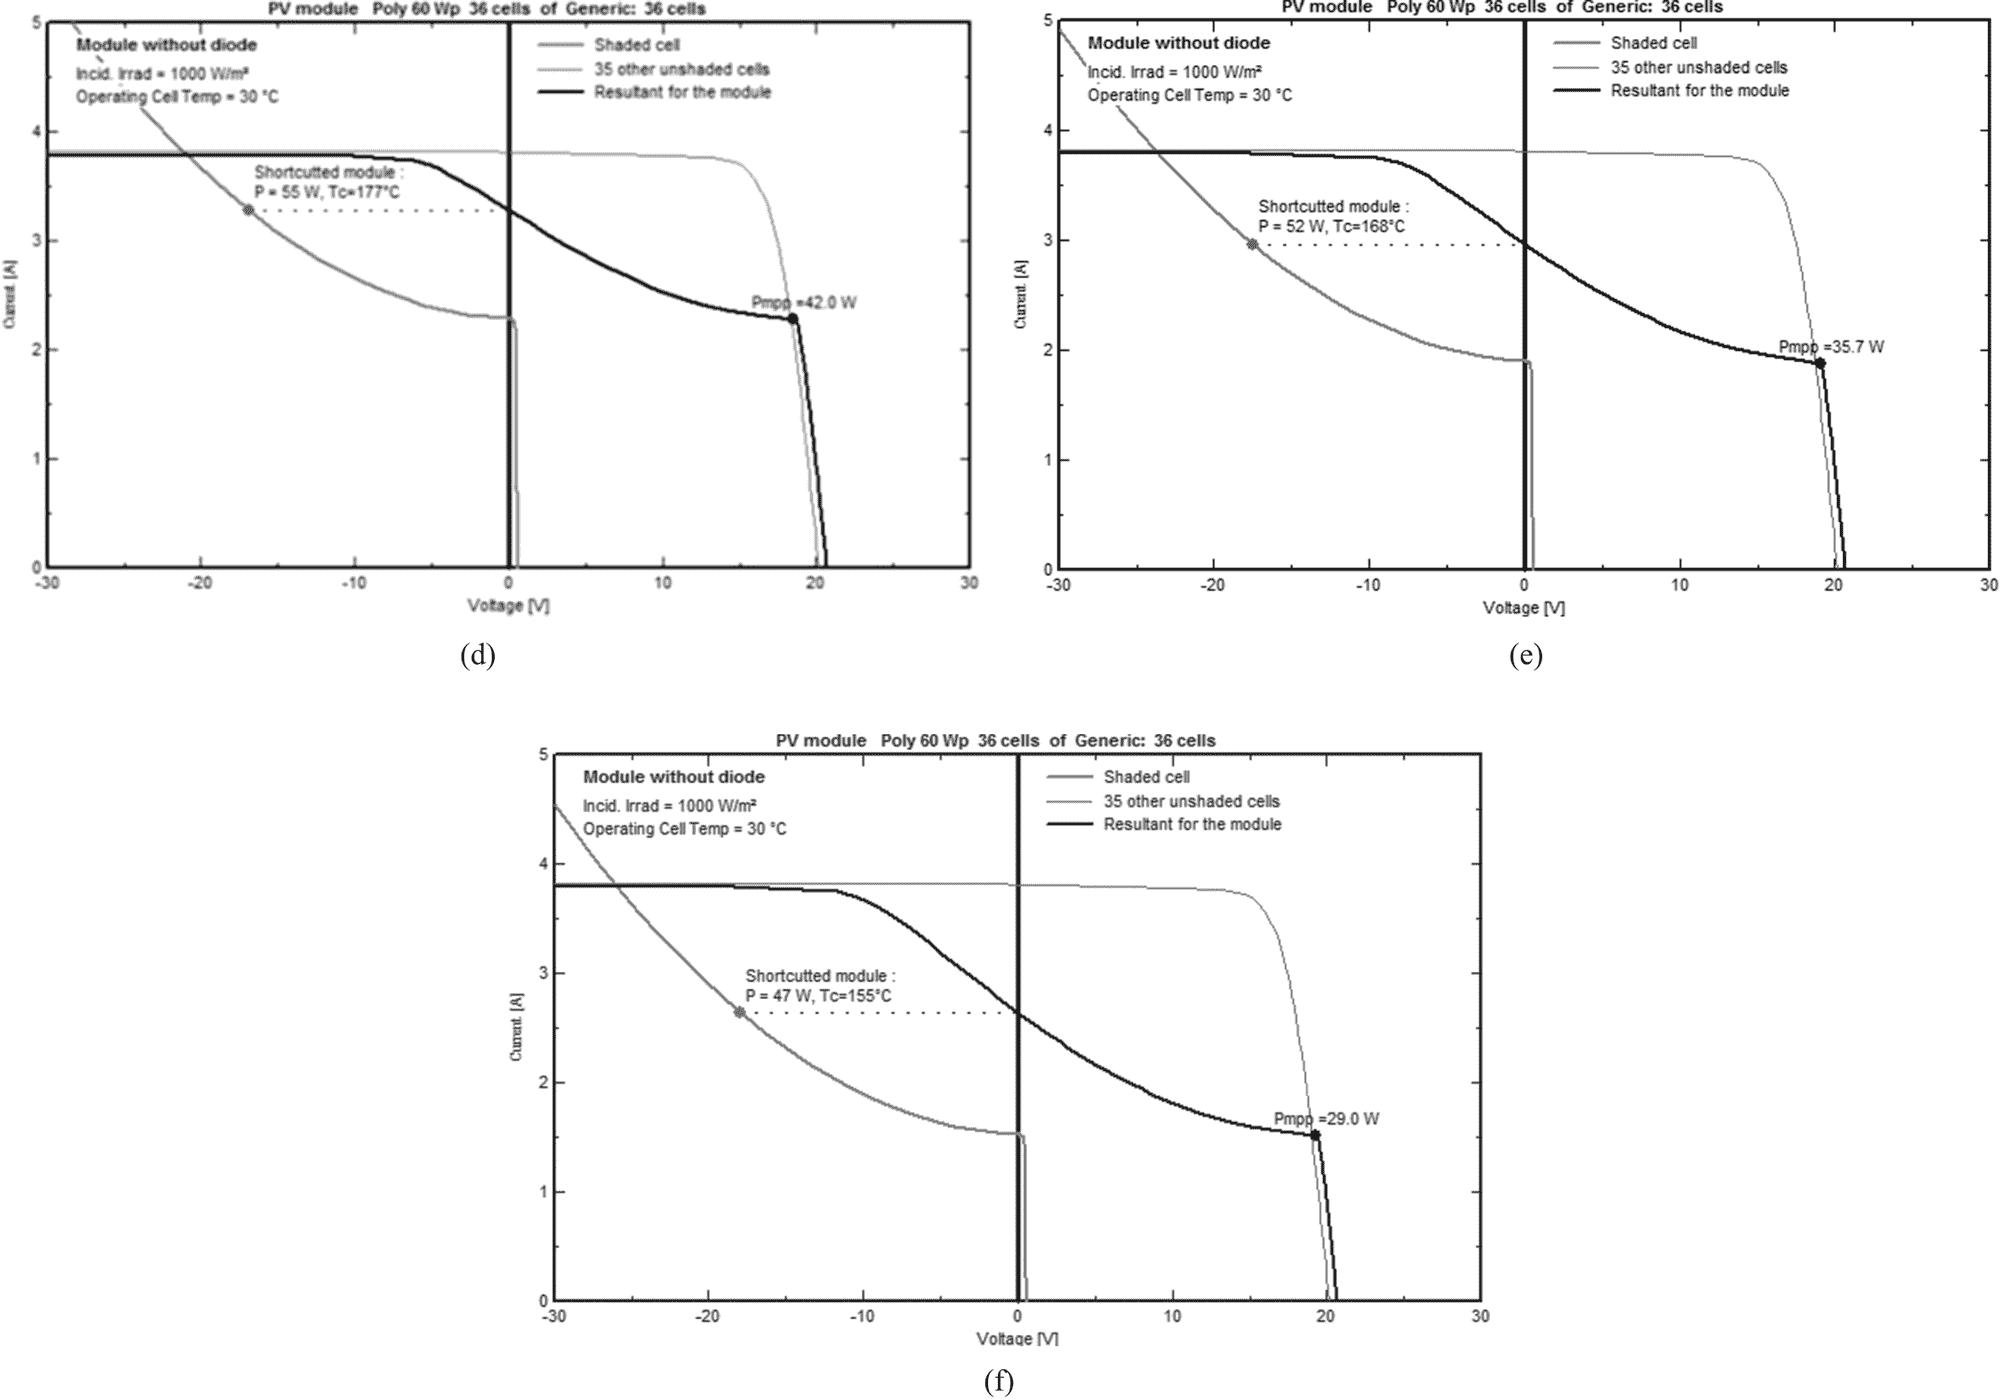 PV module Poly 60 Wp 36 cells of Generic: 36 cells
5
Module without diode
Incid. Irrad = 1000 W/m²
Operating Cell Temp = 30 °C
Shaded cell
35 other unshaded cells
Resultant for the module
4
Shortcutted module :
P = 55 W, Tc=177°C
3
Current. [A]
Pmpp =42.0 W
2
1
0
-30 -20 -10 0 10 20 30
Voltage [V]
(d)
PV module Poly 60 Wp 36 cells of Generic: 36 cells
5
Module without diode
Incid. Irrad = 1000 W/m²
Operating Cell Temp = 30 °C
Shaded cell
35 other unshaded cells
Resultant for the module
4
Shortcutted module :
P = 52 W, Tc=168°C
3
Current. [A]
Pmpp =35.7 W
2
1
0
-30 -20 -10 0 10 20 30
Voltage [V]
(e)
PV module Poly 60 Wp 36 cells of Generic: 36 cells
5
Module without diode
Incid. Irrad = 1000 W/m²
Operating Cell Temp = 30 °C
Shaded cell
35 other unshaded cells
Resultant for the module
4
Shortcutted module :
P = 47 W, Tc=155°C
3
Current. [A]
2
Pmpp =29.0 W
1
0
-30 -20 -10 0 10 20 30
Voltage [V]
(f)